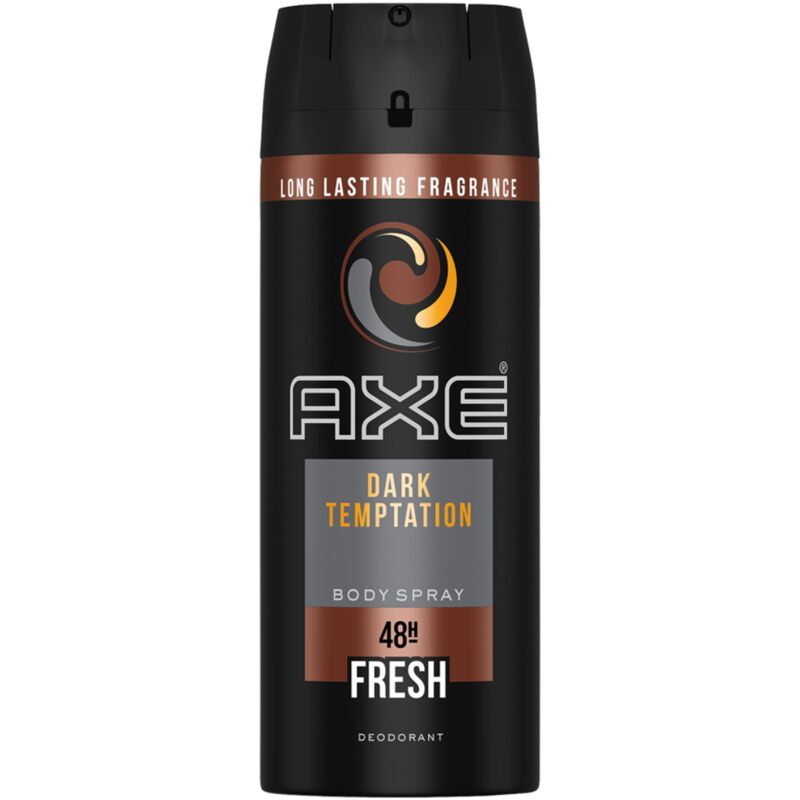 LONG LASTING FRAGRANCE
AXE®
DARK
TEMPTATION
BODY SPRAY
48H
FRESH
DEODORANT